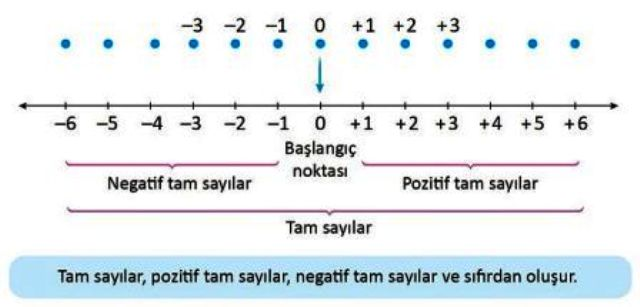 –3 –2 –1 0 +1 +2 +3
–6 –5 –4 –3 –2 –1 0 +1 +2 +3 +4 +5 +6
Başlangıç
noktası
Negatif tam sayılar
Pozitif tam sayılar
Tam sayılar
Tam sayılar, pozitif tam sayılar, negatif tam sayılar ve sıfırdan oluşur.